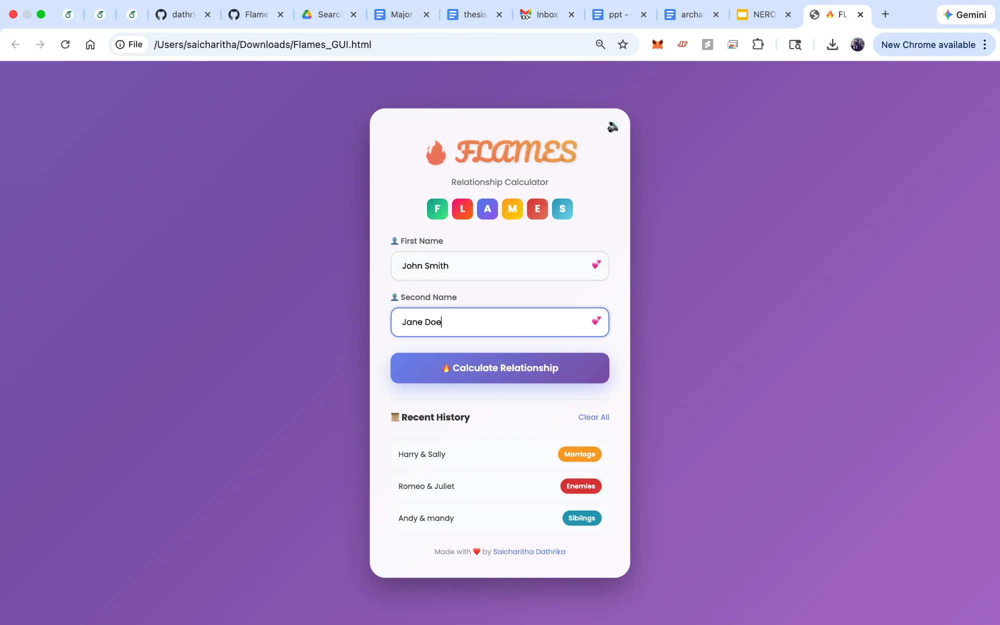 dathri
Flame
Searc
Major
thesis
100+ Inbox
ppt -
archa
NERO
FL
Gemini
File /Users/saicharitha/Downloads/Flames_GUI.html
JF
New Chrome available
FLAMES
Relationship Calculator
F L A M E S
First Name
John Smith
Second Name
Jane Doe
Calculate Relationship
Recent History Clear All
Harry & Sally Marriage
Romeo & Juliet Enemies
Andy & mandy Siblings
Made with ❤️ by Saicharitha Dathrika